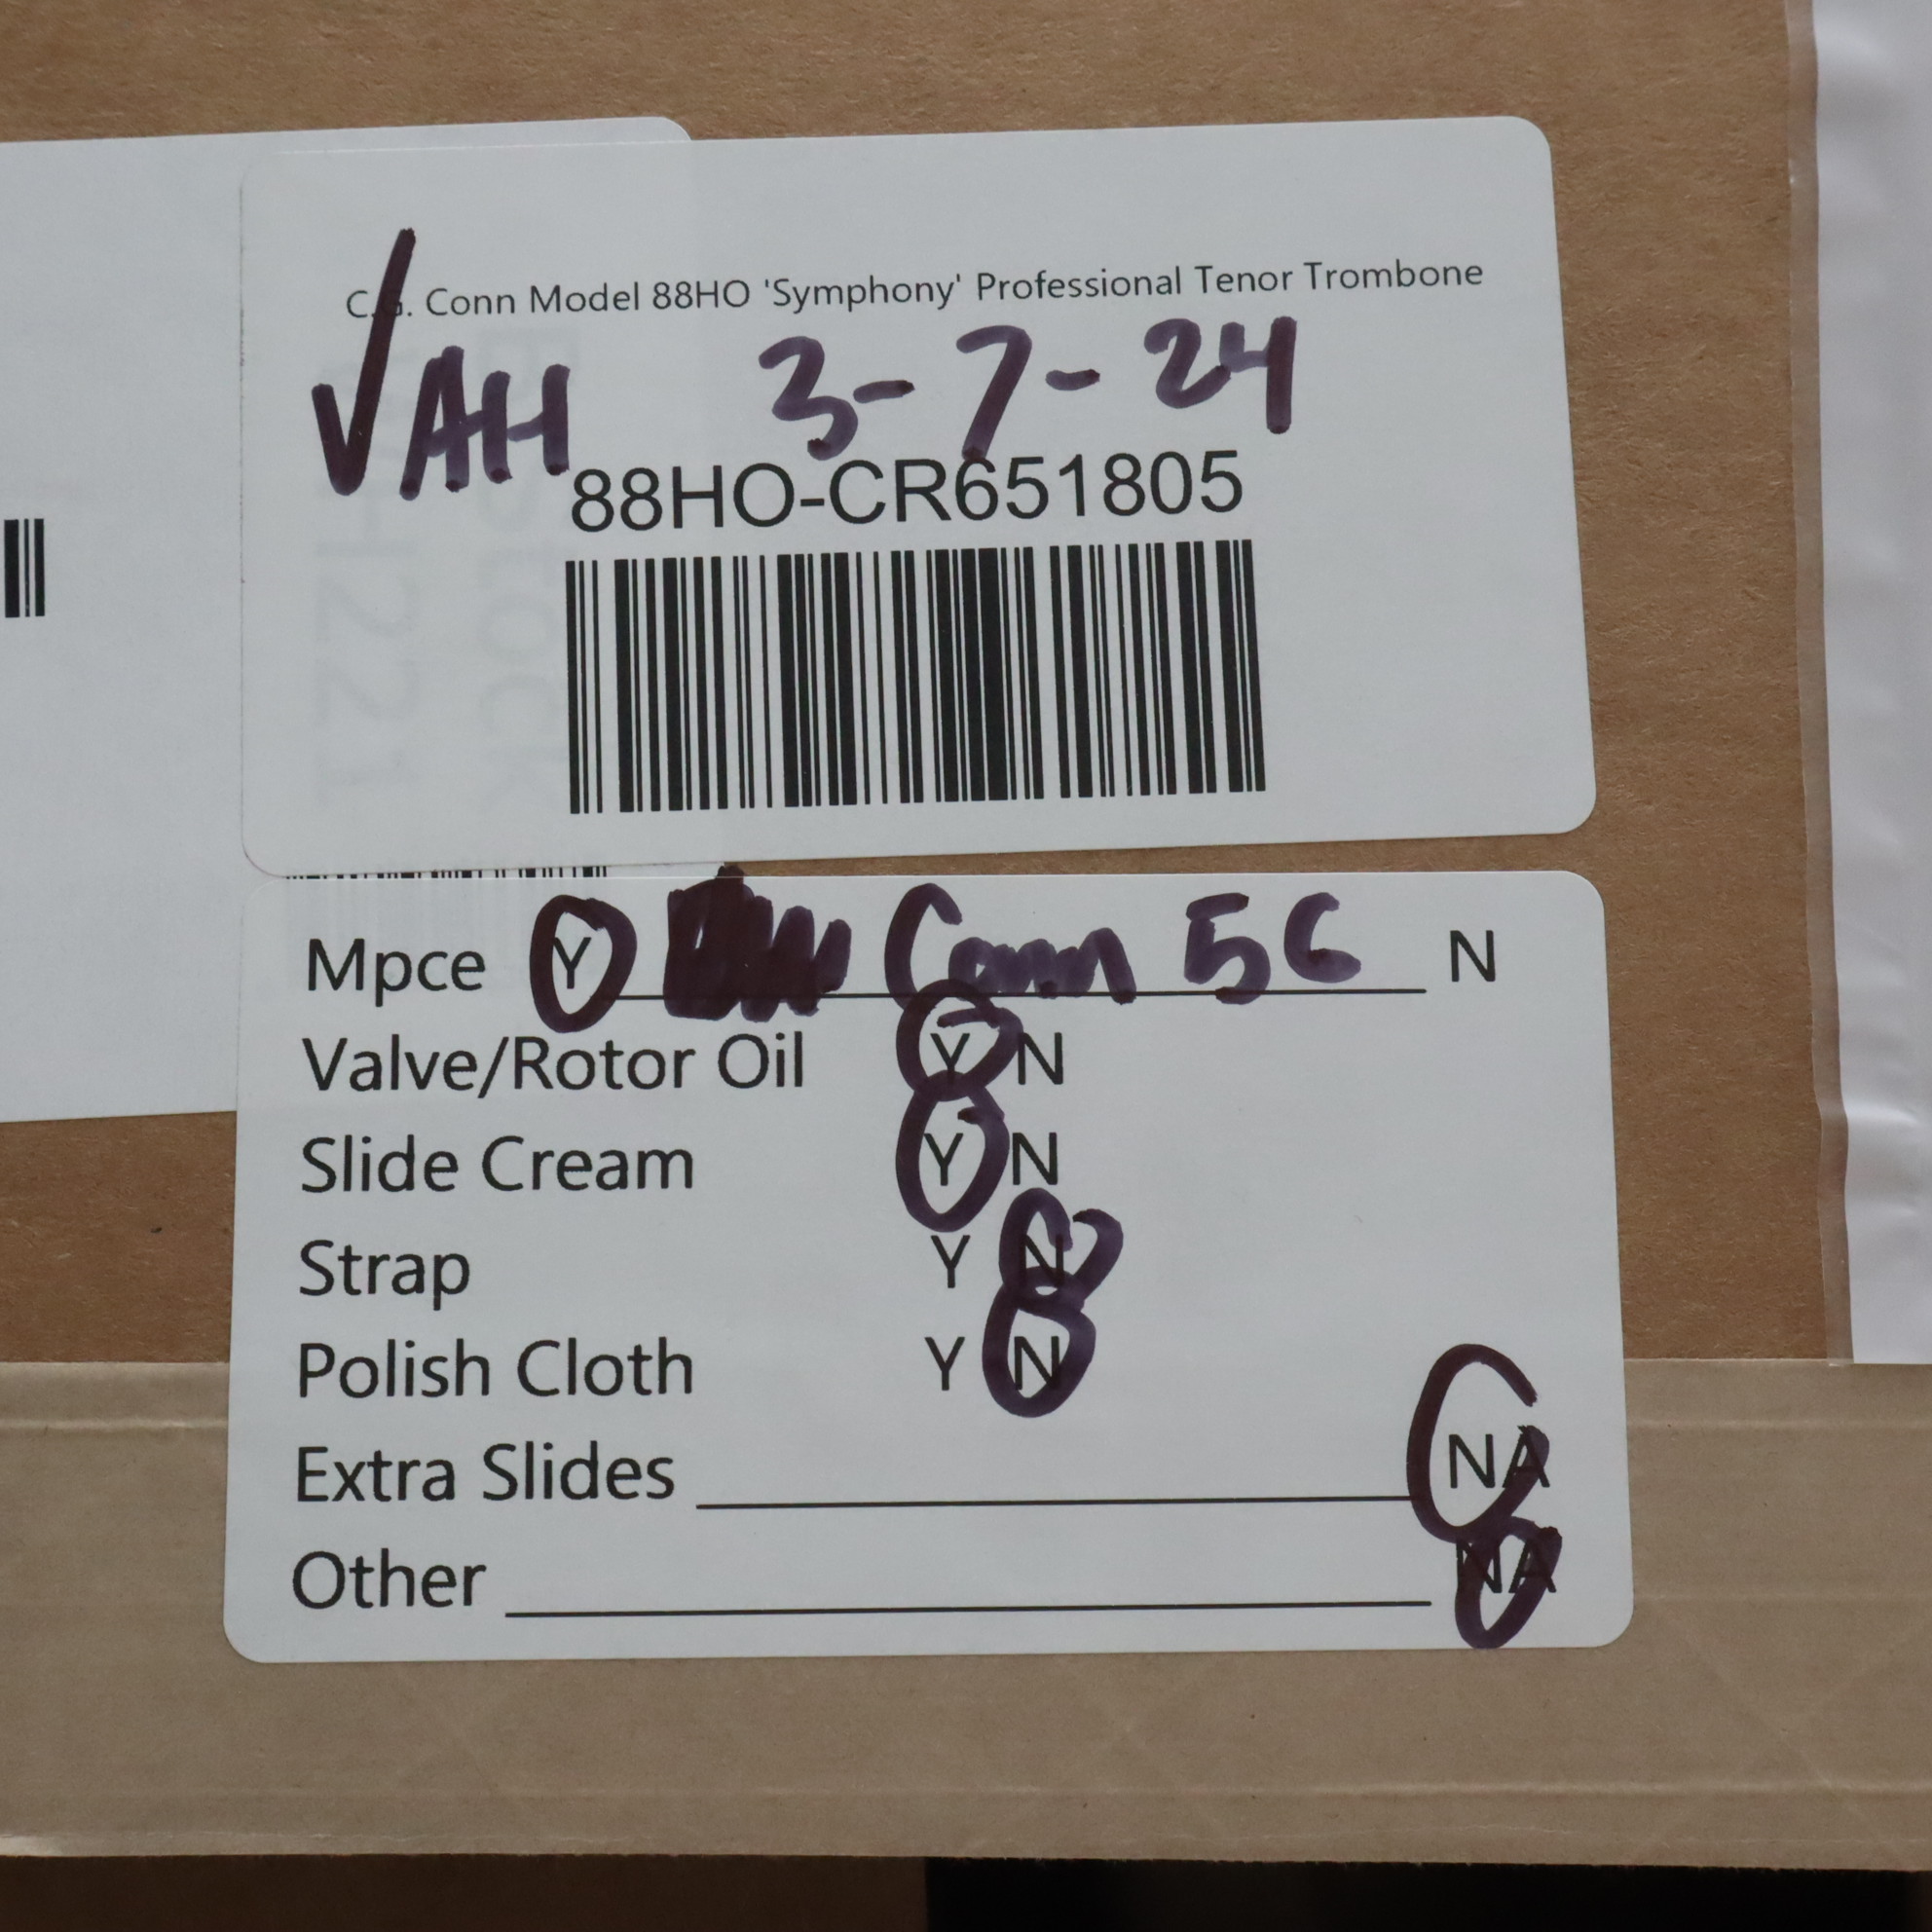 C.G. Conn Model 88HO 'Symphony' Professional Tenor Trombone
√AH 3-7-24
88HO-CR651805
Mpce Y Conn 5G N
Valve/Rotor Oil Y N
Slide Cream Y N
Strap Y N
Polish Cloth Y N
Extra Slides NA
Other NA